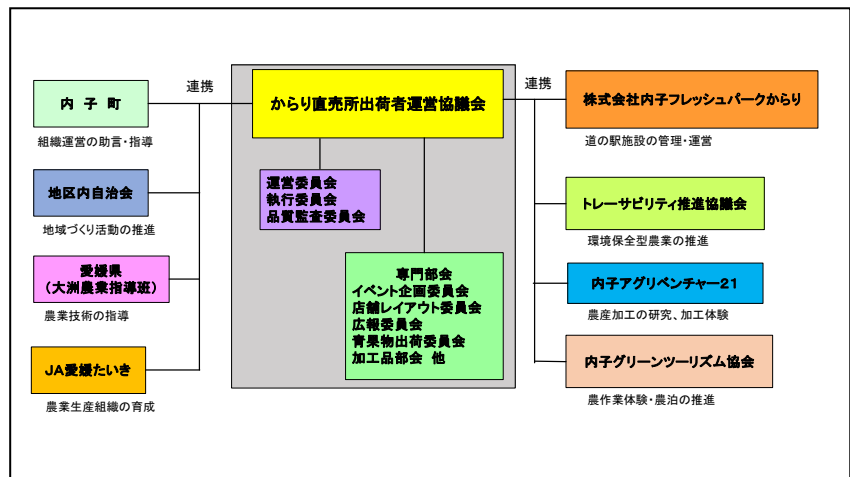 連携
内 子 町
組織運営の助言・指導
地区内自治会
地域づくり活動の推進
愛媛県
（大洲農業指導班）
農業技術の指導
JA愛媛たいき
農業生産組織の育成
からり直売所出荷者運営協議会
運営委員会
執行委員会
品質監査委員会
専門部会
イベント企画委員会
店舗レイアウト委員会
広報委員会
青果物出荷委員会
加工品部会 他
連携
株式会社内子フレッシュパークからり
道の駅施設の管理・運営
トレーサビリティ推進協議会
環境保全型農業の推進
内子アグリベンチャー21
農産加工の研究、加工体験
内子グリーンツーリズム協会
農作業体験・農泊の推進